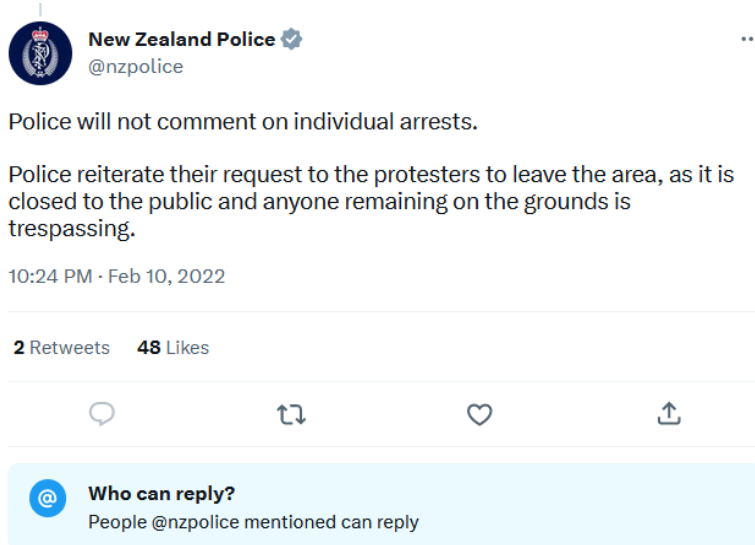 New Zealand Police
@nzpolice
Police will not comment on individual arrests.
Police reiterate their request to the protesters to leave the area, as it is
closed to the public and anyone remaining on the grounds is
trespassing.
10:24 PM · Feb 10, 2022
2 Retweets 48 Likes
@
Who can reply?
People @nzpolice mentioned can reply